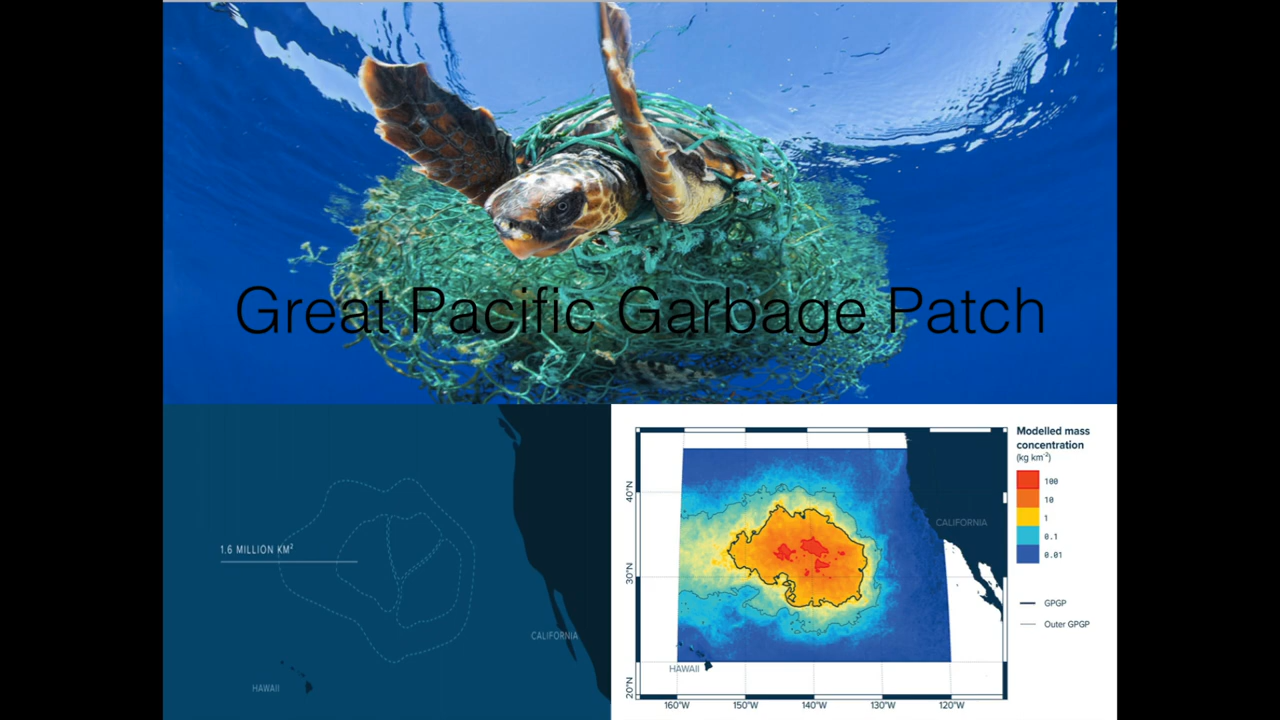 Great Pacific Garbage Patch
1.6 MILLION KM²
CALIFORNIA
HAWAII
Modelled mass
concentration
(kg km⁻²)
100
10
1
0.1
0.01
GPGP
Outer GPGP
40°N
30°N
20°N
CALIFORNIA
HAWAII
160°W 150°W 140°W 130°W 120°W